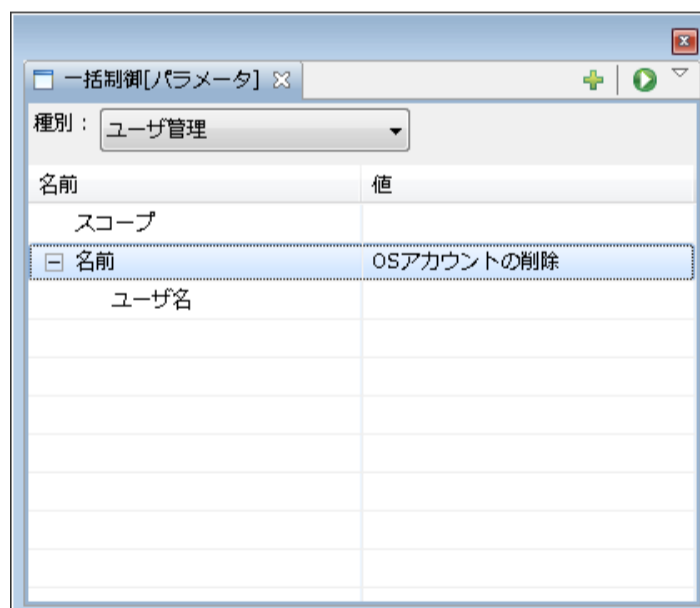 一括制御[パラメータ]
種別： ユーザ管理
名前 値
スコープ
名前 OSアカウントの削除
ユーザ名